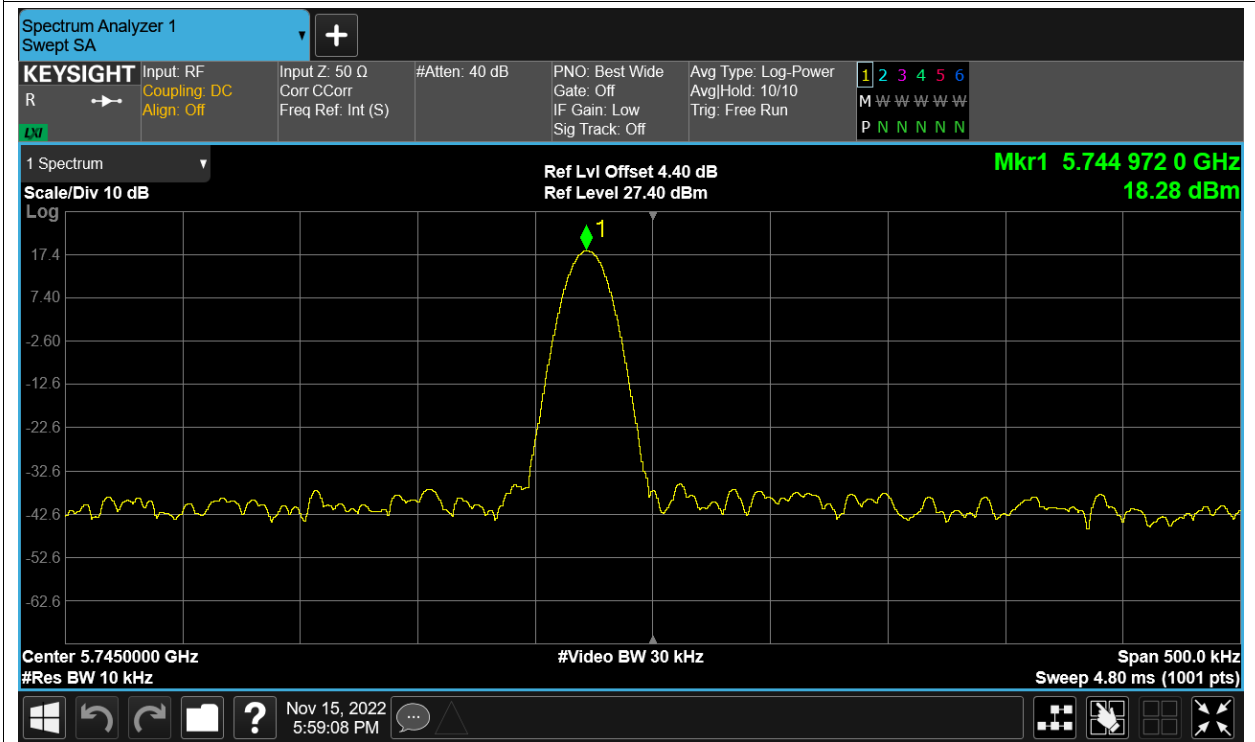 Spectrum Analyzer 1
Swept SA
KEYSIGHT
R
LXI
Input: RF
Coupling: DC
Align: Off
Input Z: 50 Ω
Corr CCorr
Freq Ref: Int (S)
#Atten: 40 dB
PNO: Best Wide
Gate: Off
IF Gain: Low
Sig Track: Off
Avg Type: Log-Power
Avg|Hold: 10/10
Trig: Free Run
1 2 3 4 5 6
M W W W W W
P N N N N N
1 Spectrum
Scale/Div 10 dB
Log
Ref Lvl Offset 4.40 dB
Ref Level 27.40 dBm
Mkr1 5.744 972 0 GHz
18.28 dBm
1
17.4
7.40
-2.60
-12.6
-22.6
-32.6
-42.6
-52.6
-62.6
Center 5.7450000 GHz
#Res BW 10 kHz
#Video BW 30 kHz
Span 500.0 kHz
Sweep 4.80 ms (1001 pts)
?
Nov 15, 2022
5:59:08 PM